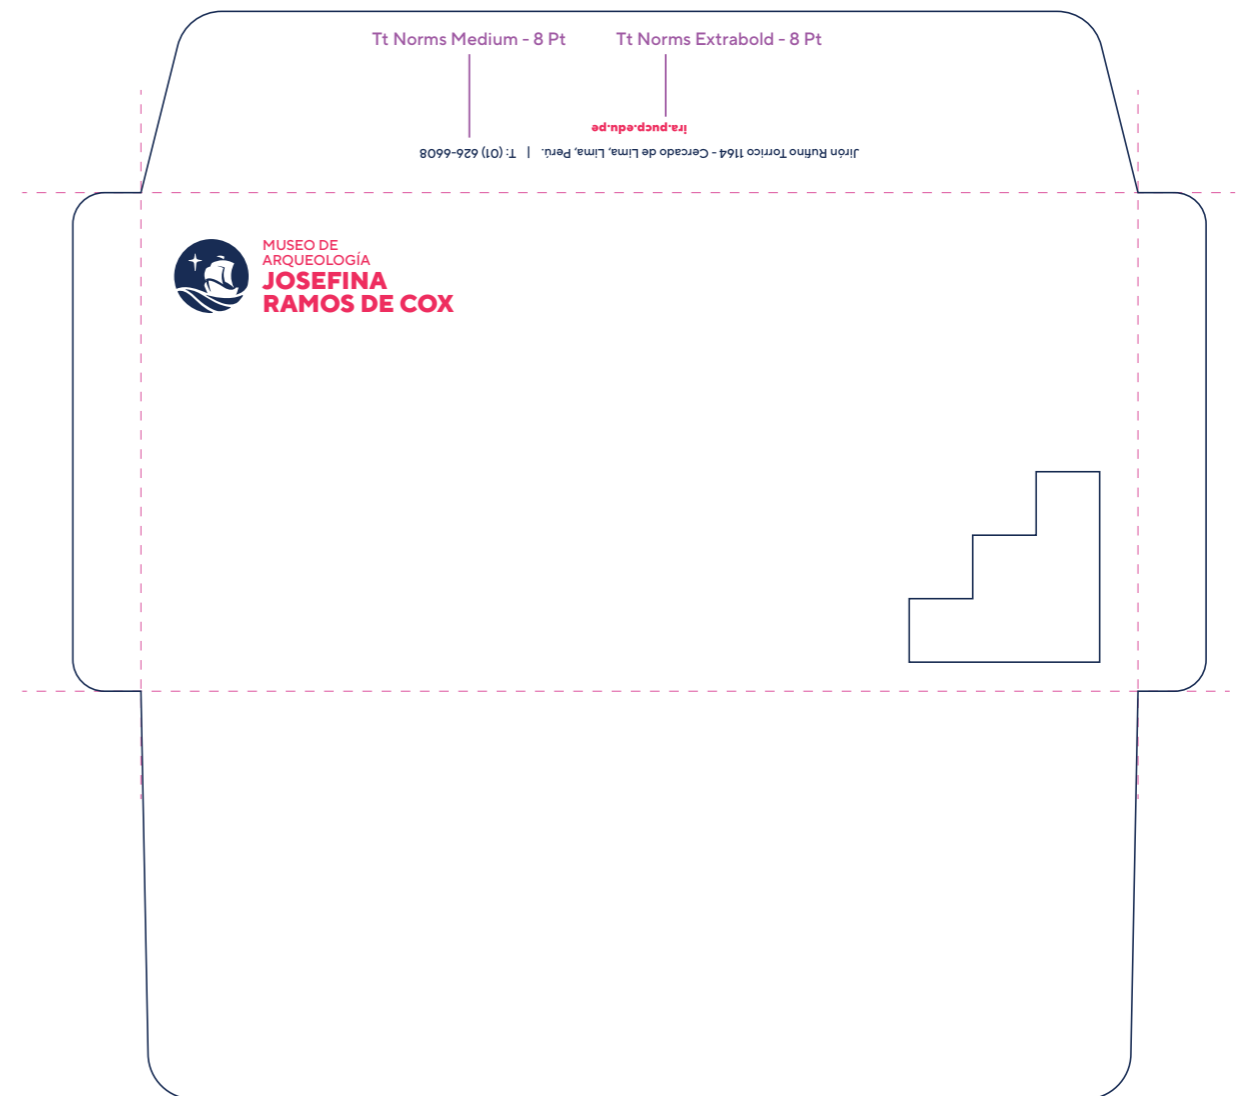 Tt Norms Medium - 8 Pt
Tt Norms Extrabold - 8 Pt
ira.pucp.edu.pe
Jirón Rufino Torrico 1164 - Cercado de Lima, Lima, Perú. | T: (01) 626-6608
MUSEO DE
ARQUEOLOGÍA
JOSEFINA
RAMOS DE COX